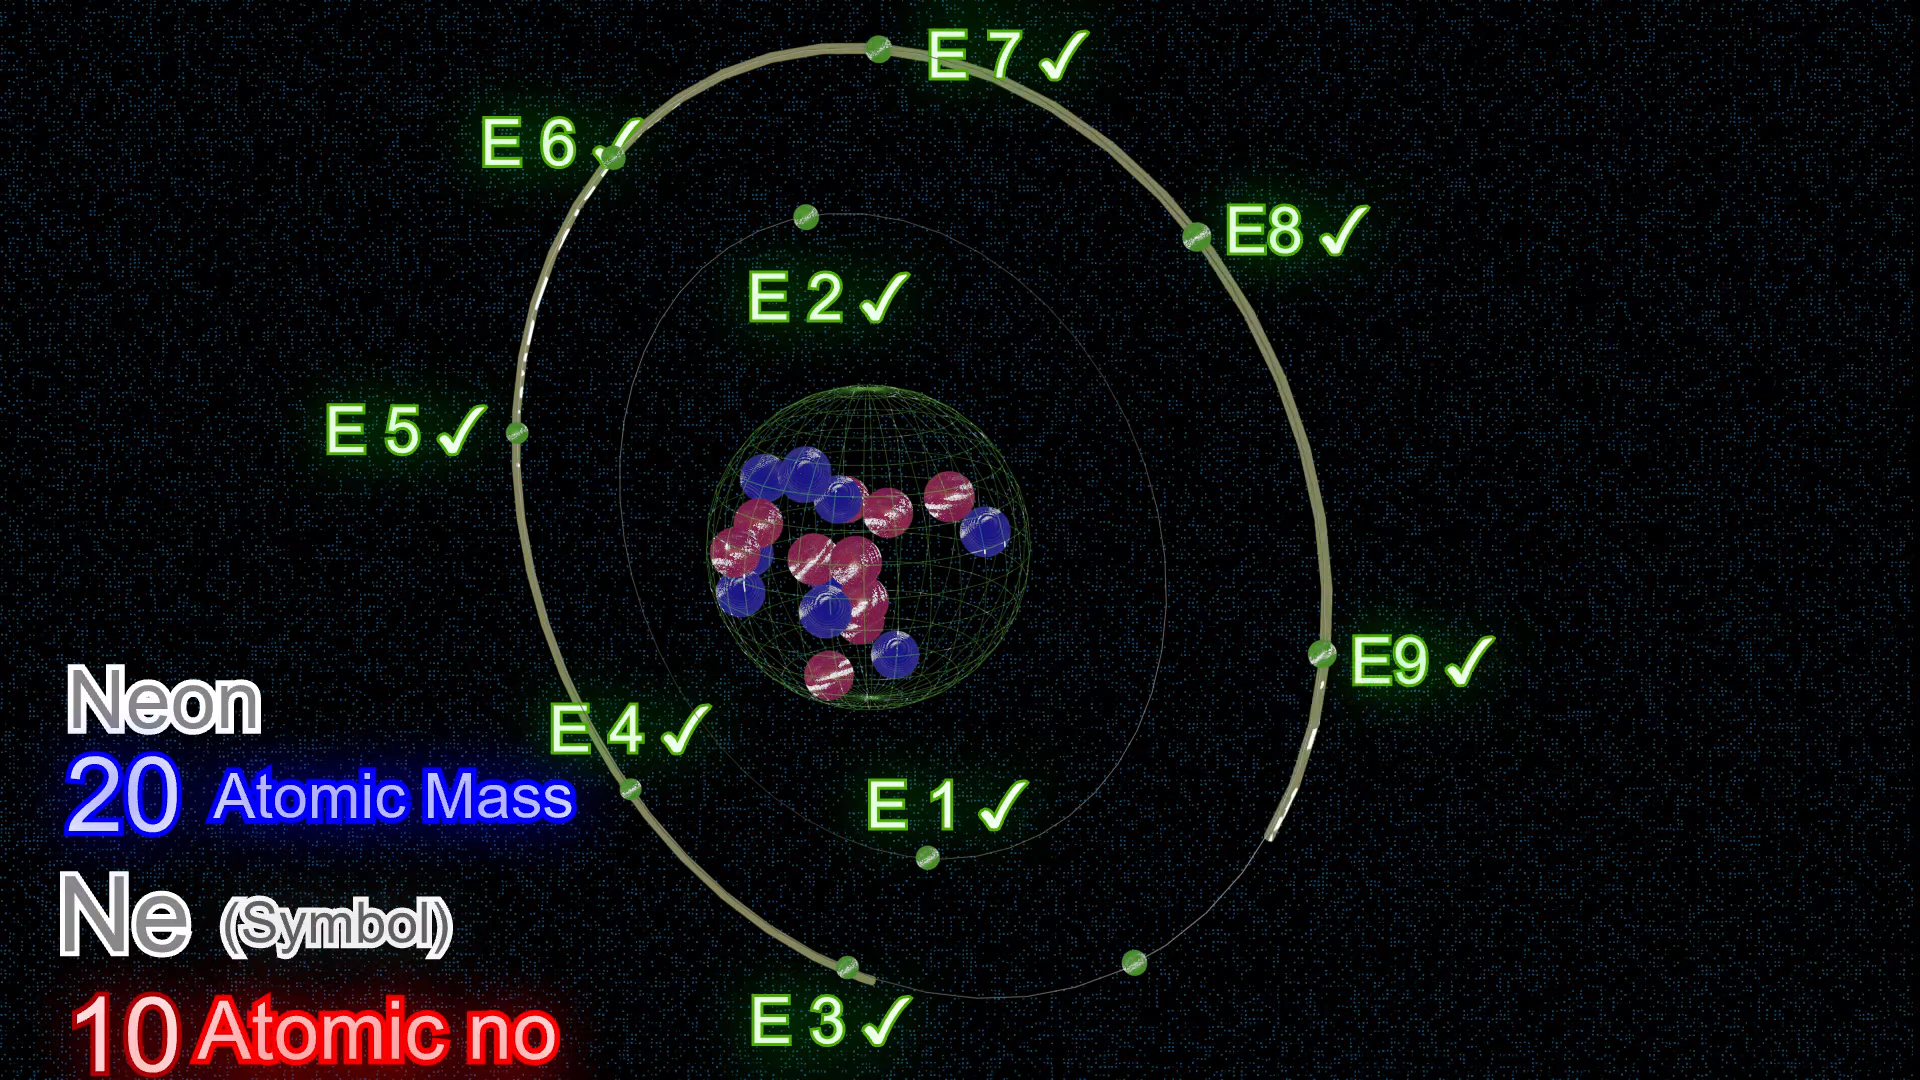 E 7 ✓
E 6 ✓
E8 ✓
E 2 ✓
E 5 ✓
E9 ✓
E 4 ✓
E 1 ✓
E 3 ✓
Neon
20 Atomic Mass
Ne (Symbol)
10 Atomic no